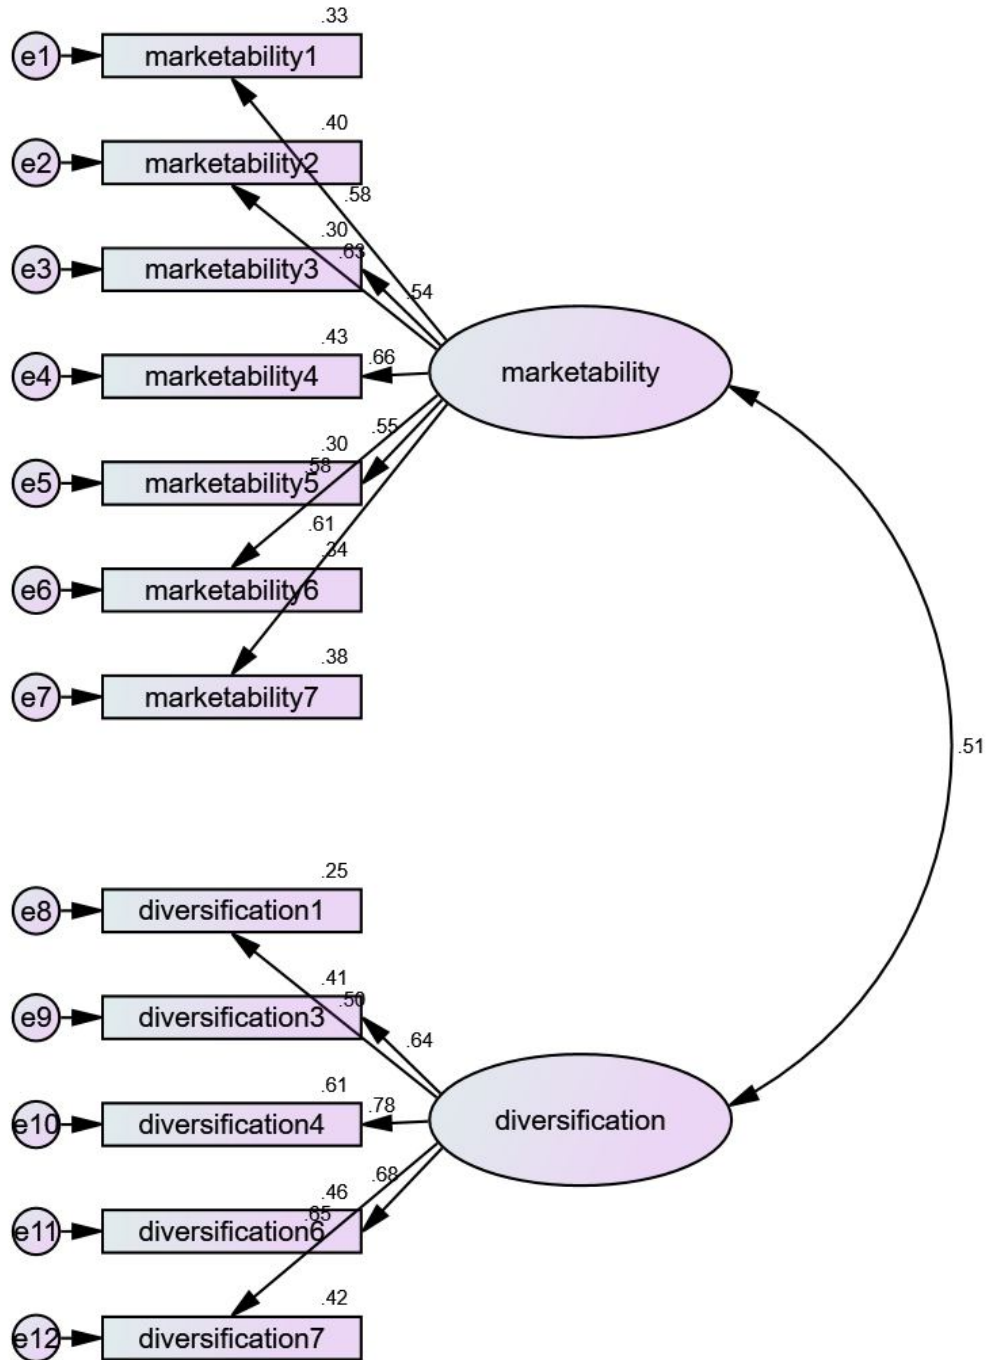 .33
e1 marketability1
.40
e2 marketability2
.58
.30
.63
e3 marketability3
.54
.43
.66
e4 marketability4
marketability
.55
.30
.58
e5 marketability5
.61
.34
e6 marketability6
.38
e7 marketability7
.51
.25
e8 diversification1
.41
.50
e9 diversification3
.64
.61
.78
e10 diversification4
diversification
.68
.46
.65
e11 diversification6
.42
e12 diversification7